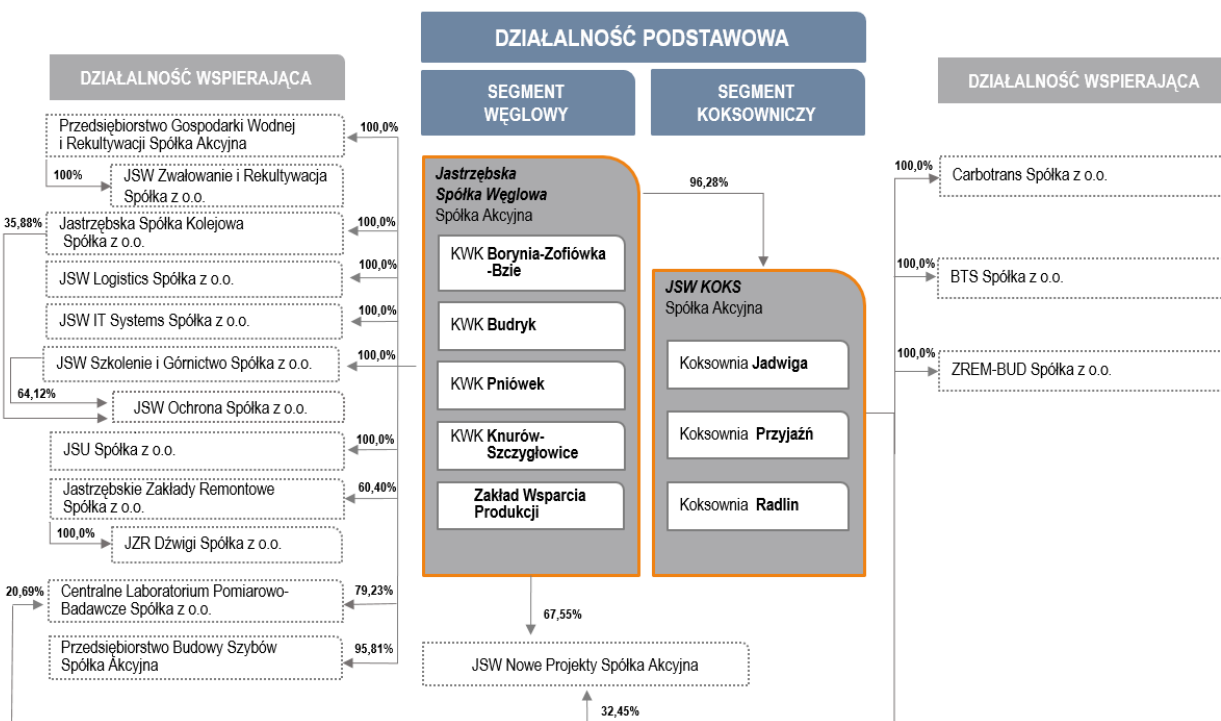 DZIAŁALNOŚĆ PODSTAWOWA
DZIAŁALNOŚĆ WSPIERAJĄCA
SEGMENT
WĘGLOWY
SEGMENT
KOKSOWNICZY
DZIAŁALNOŚĆ WSPIERAJĄCA
Przedsiębiorstwo Gospodarki Wodnej
i Rekultywacji Spółka Akcyjna
100,0%
100%
JSW Zwałowanie i Rekultywacja
Spółka z o.o.
35,88%
Jastrzębska Spółka Kolejowa
Spółka z o.o.
100,0%
JSW Logistics Spółka z o.o.
100,0%
JSW IT Systems Spółka z o.o.
100,0%
JSW Szkolenie i Górnictwo Spółka z o.o.
100,0%
64,12%
JSW Ochrona Spółka z o.o.
JSU Spółka z o.o.
100,0%
Jastrzębskie Zakłady Remontowe
Spółka z o.o.
60,40%
100,0%
JZR Dźwigi Spółka z o.o.
20,69%
Centralne Laboratorium Pomiarowo-
Badawcze Spółka z o.o.
79,23%
Przedsiębiorstwo Budowy Szybów
Spółka Akcyjna
95,81%
Jastrzębska
Spółka Węglowa
Spółka Akcyjna
KWK Borynia-Zofiówka
-Bzie
KWK Budryk
KWK Pniówek
KWK Knurów-
Szczygłowice
Zakład Wsparcia
Produkcji
96,28%
JSW KOKS
Spółka Akcyjna
Koksownia Jadwiga
Koksownia Przyjaźń
Koksownia Radlin
67,55%
JSW Nowe Projekty Spółka Akcyjna
32,45%
100,0%
Carbotrans Spółka z o.o.
100,0%
BTS Spółka z o.o.
100,0%
ZREM-BUD Spółka z o.o.